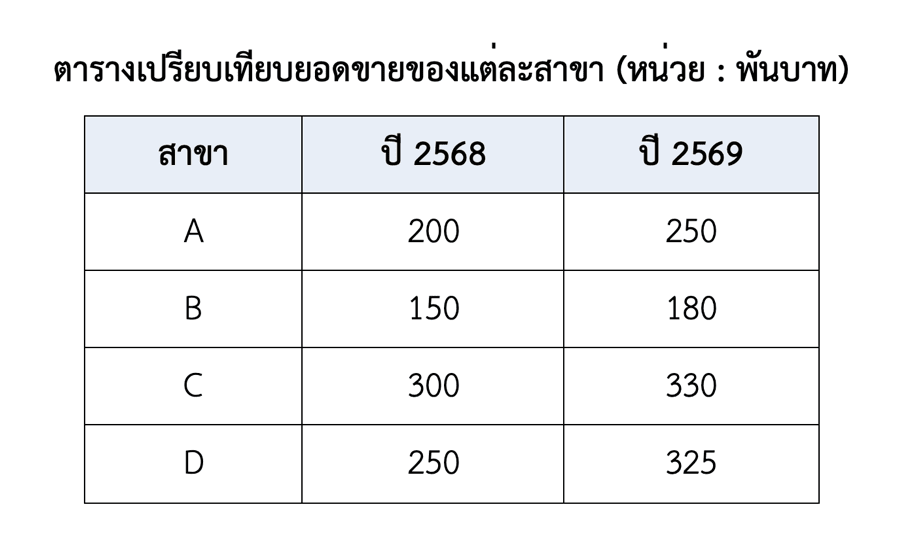 ตารางเปรียบเทียบยอดขายของแต่ละสาขา (หน่วย : พันบาท)
สาขา ปี 2568 ปี 2569
A 200 250
B 150 180
C 300 330
D 250 325